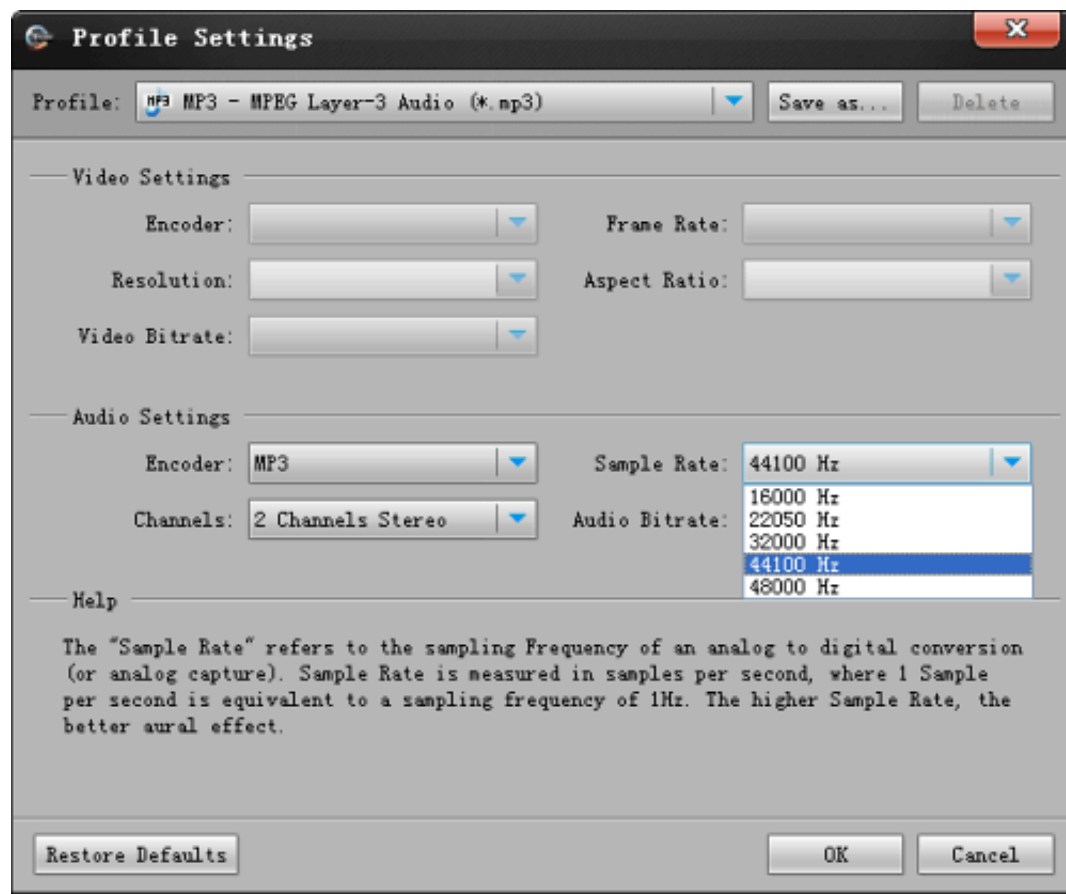 Profile Settings
Profile: MP3 MP3 - MPEG Layer-3 Audio (*.mp3) Save as... Delete
Video Settings
Encoder: Frame Rate:
Resolution: Aspect Ratio:
Video Bitrate:
Audio Settings
Encoder: MP3 Sample Rate: 44100 Hz
16000 Hz
Channels: 2 Channels Stereo Audio Bitrate: 22050 Hz
32000 Hz
44100 Hz
48000 Hz
Help
The "Sample Rate" refers to the sampling Frequency of an analog to digital conversion
(or analog capture). Sample Rate is measured in samples per second, where 1 Sample
per second is equivalent to a sampling frequency of 1Hz. The higher Sample Rate, the
better aural effect.
Restore Defaults OK Cancel